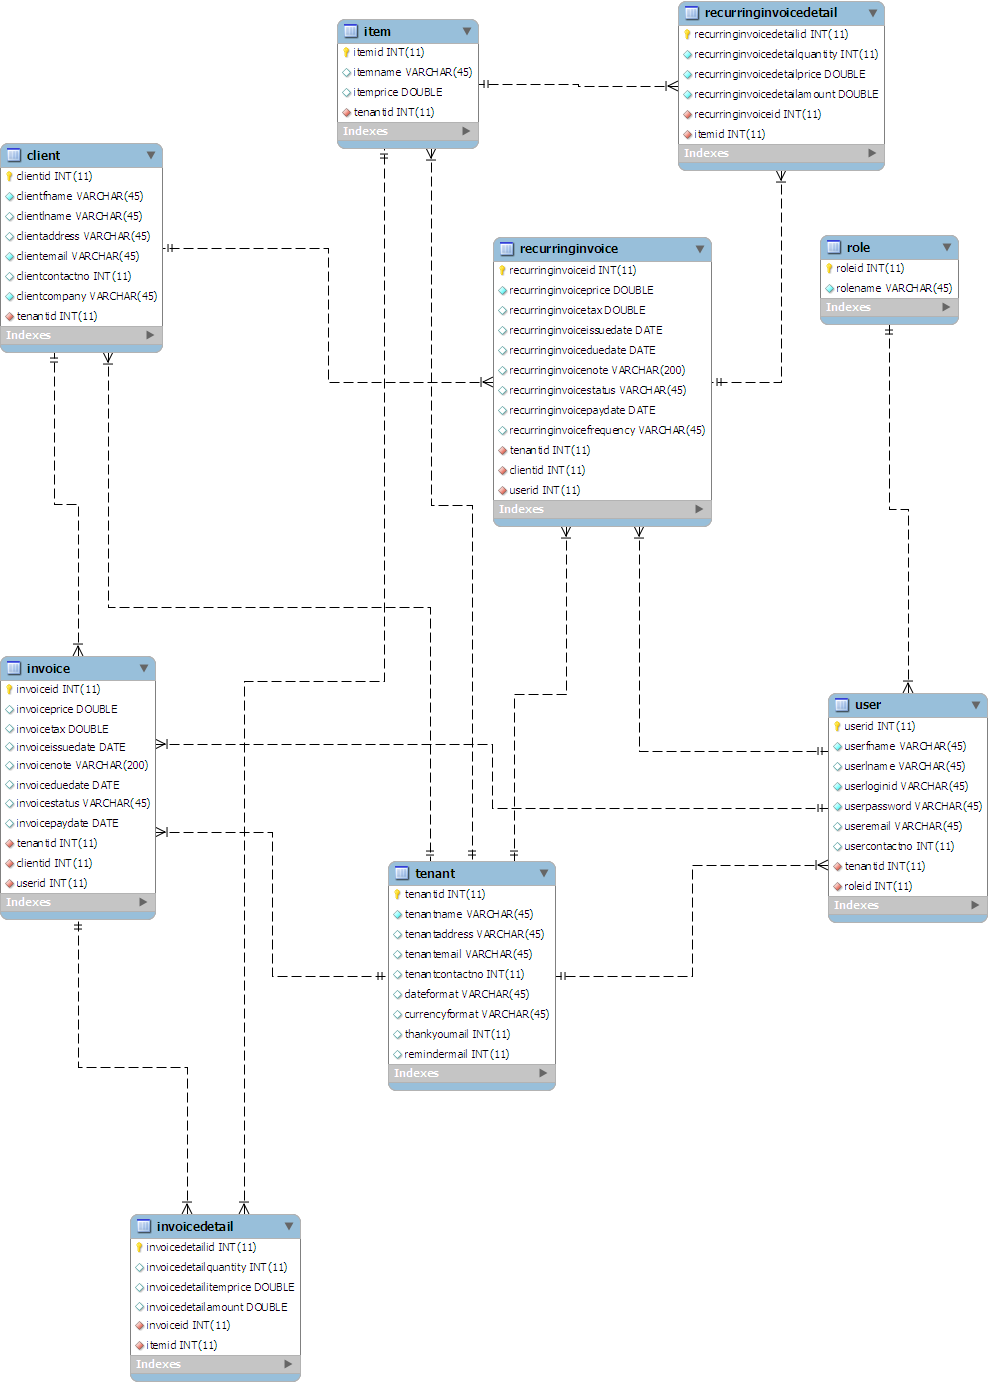 recurringinvoicedetail
recurringinvoicedetailid INT(11)
recurringinvoicedetailquantity INT(11)
recurringinvoicedetailprice DOUBLE
recurringinvoicedetailamount DOUBLE
recurringinvoiceid INT(11)
itemid INT(11)
Indexes
item
itemid INT(11)
itemname VARCHAR(45)
itemprice DOUBLE
tenantid INT(11)
Indexes
client
clientid INT(11)
clientfname VARCHAR(45)
clientlname VARCHAR(45)
clientaddress VARCHAR(45)
clientemail VARCHAR(45)
clientcontactno INT(11)
clientcompany VARCHAR(45)
tenantid INT(11)
Indexes
recurringinvoice
recurringinvoiceid INT(11)
recurringinvoiceprice DOUBLE
recurringinvoicetax DOUBLE
recurringinvoiceissuedate DATE
recurringinvoiceduedate DATE
recurringinvoicenote VARCHAR(200)
recurringinvoicestatus VARCHAR(45)
recurringinvoicepaydate DATE
recurringinvoicefrequency VARCHAR(45)
tenantid INT(11)
clientid INT(11)
userid INT(11)
Indexes
role
roleid INT(11)
rolename VARCHAR(45)
Indexes
invoice
invoiceid INT(11)
invoiceprice DOUBLE
invoicetax DOUBLE
invoiceissuedate DATE
invoicenote VARCHAR(200)
invoiceduedate DATE
invoicestatus VARCHAR(45)
invoicepaydate DATE
tenantid INT(11)
clientid INT(11)
userid INT(11)
Indexes
user
userid INT(11)
userfname VARCHAR(45)
userlname VARCHAR(45)
userloginid VARCHAR(45)
userpassword VARCHAR(45)
useremail VARCHAR(45)
usercontactno INT(11)
tenantid INT(11)
roleid INT(11)
Indexes
tenant
tenantid INT(11)
tenantname VARCHAR(45)
tenantaddress VARCHAR(45)
tenantemail VARCHAR(45)
tenantcontactno INT(11)
dateformat VARCHAR(45)
currencyformat VARCHAR(45)
thankyoumail INT(11)
remindermail INT(11)
Indexes
invoicedetail
invoicedetailid INT(11)
invoicedetailquantity INT(11)
invoicedetailitemprice DOUBLE
invoicedetailamount DOUBLE
invoiceid INT(11)
itemid INT(11)
Indexes